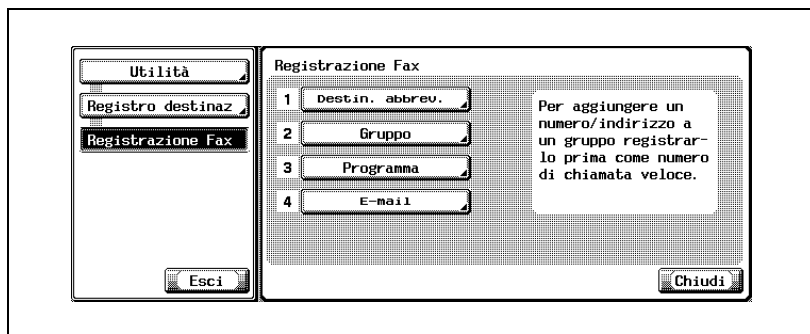 Utilità
Registro destinaz
Registrazione Fax
Esci
Registrazione Fax
1 Destin. abbrev.
2 Gruppo
3 Programma
4 E-mail
Per aggiungere un
numero/indirizzo a
un gruppo registrar-
lo prima come numero
di chiamata veloce.
Chiudi